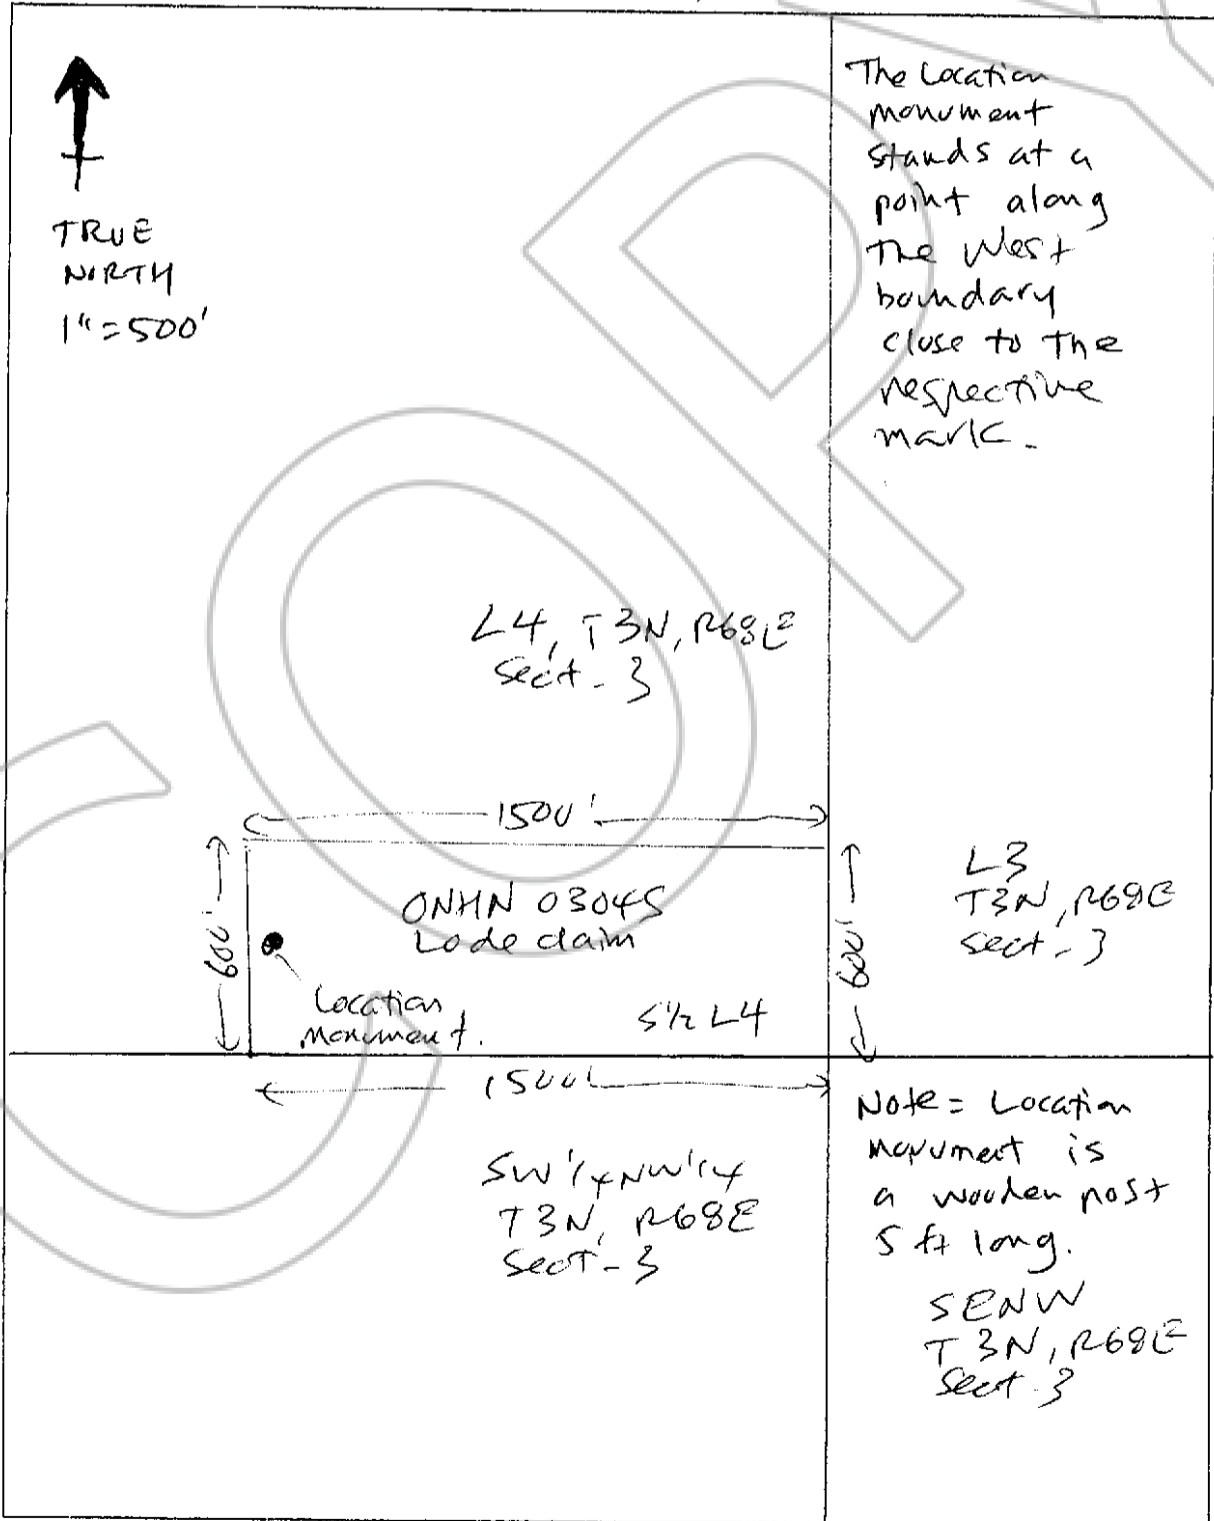 TRUE
NORTH
1"=500'
The Location
monument
stands at a
point along
The West
boundary
close to The
respective
mark.
L4, T3N, R68E
Sect-3
1500'
600'
ONHN 0304S
Lode claim
Location
Monument.
S½ L4
600'
L3
T3N, R68E
Sect-3
1500'
SW¼NW¼
T3N, R68E
Sect-3
Note = Location
monument is
a wooden post
5 ft long.
SENW
T3N, R68E
Sect-3
COPY